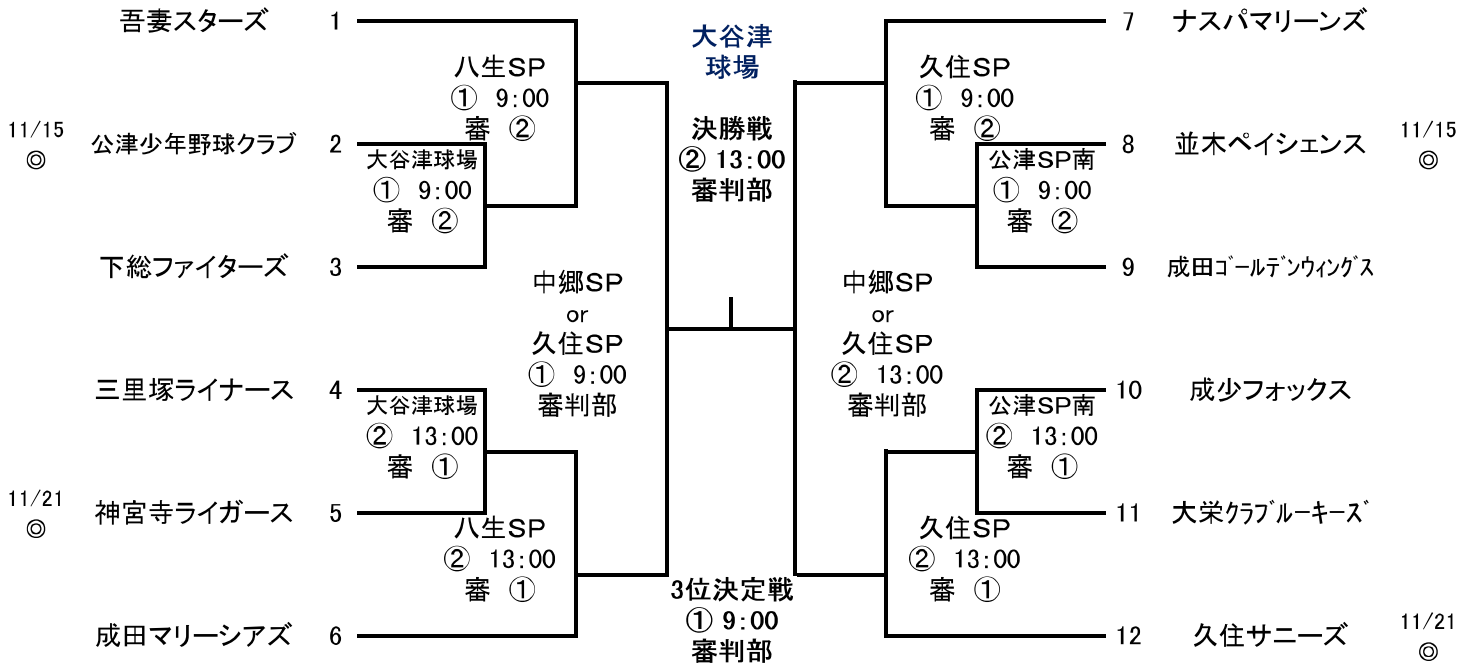 吾妻スターズ 1
11/15
◎
公津少年野球クラブ 2
下総ファイターズ 3
三里塚ライナース 4
11/21
◎
神宮寺ライガース 5
成田マリーシアズ 6
八生SP
① 9:00
審 ②
大谷津球場
① 9:00
審 ②
大谷津球場
② 13:00
審 ①
八生SP
② 13:00
審 ①
中郷SP
or
久住SP
① 9:00
審判部
大谷津
球場
決勝戦
② 13:00
審判部
3位決定戦
① 9:00
審判部
中郷SP
or
久住SP
② 13:00
審判部
久住SP
① 9:00
審 ②
公津SP南
① 9:00
審 ②
公津SP南
② 13:00
審 ①
久住SP
② 13:00
審 ①
7 ナスパマリーンズ
8 並木ペイシェンス
11/15
◎
9 成田ゴールデンウィングス
10 成少フォックス
11 大栄クラブルーキーズ
12 久住サニーズ
11/21
◎